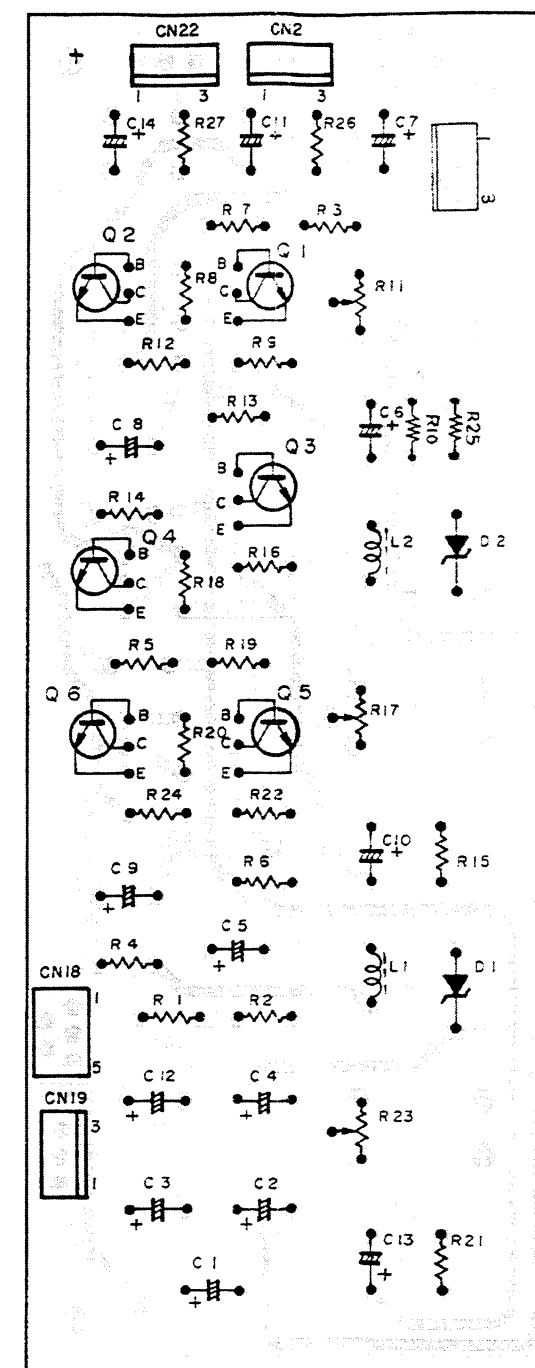 CN22 CN2
+
1 3 1 3
C14 + R27 C11 + R26 C7 +
1
3
R7 R3
Q2 Q1
B R8 B R11
C C
E E
R12 R9
R13
C8 C6 + R10 R25
+ Q3
B
R14 C
Q4 E L2 D2
B R16
C R18
E
R5 R19
Q6 Q5
B B R17
C R20 C
E E
R24 R22
C10 + R15
C9 R6
+
C5
R4 +
CN18 L1 D1
1 R1 R2
5 C12 C4
CN19 + +
3 R23
1 C3 C2
+ +
C13 + R21
C1
+